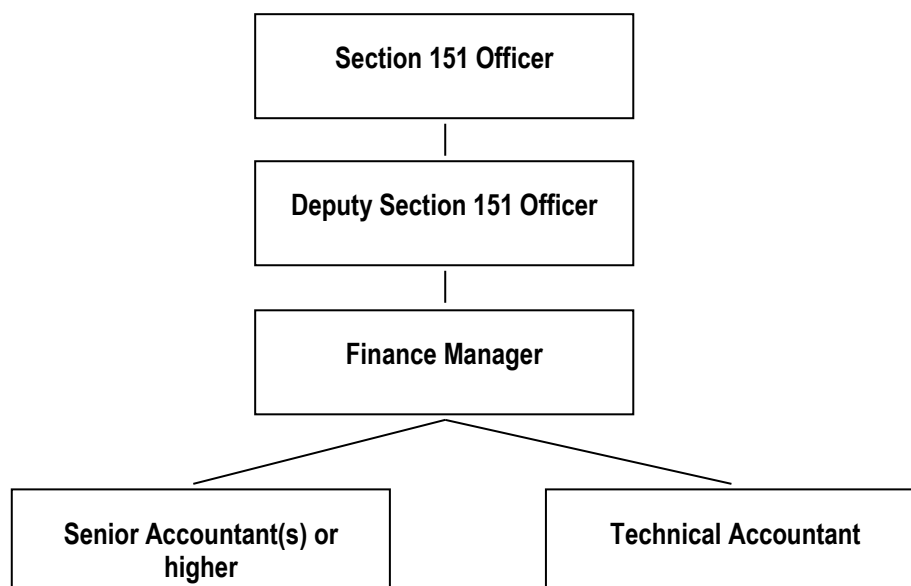 Section 151 Officer
Deputy Section 151 Officer
Finance Manager
Senior Accountant(s) or
higher
Technical Accountant